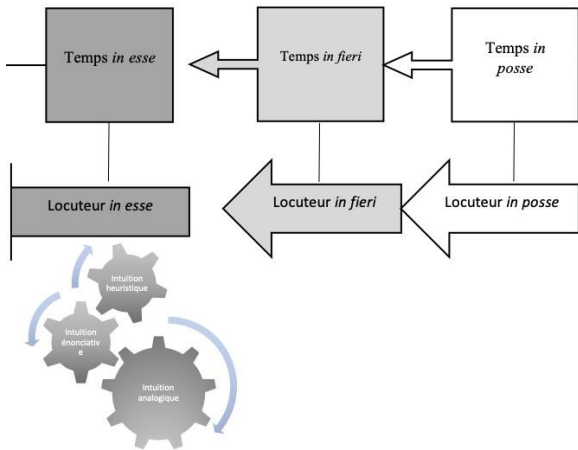 Temps in esse
Temps in fieri
Temps in
posse
Locuteur in esse
Locuteur in fieri
Locuteur in posse
Intuition
heuristique
Intuition
énonciativ
e
Intuition
analogique